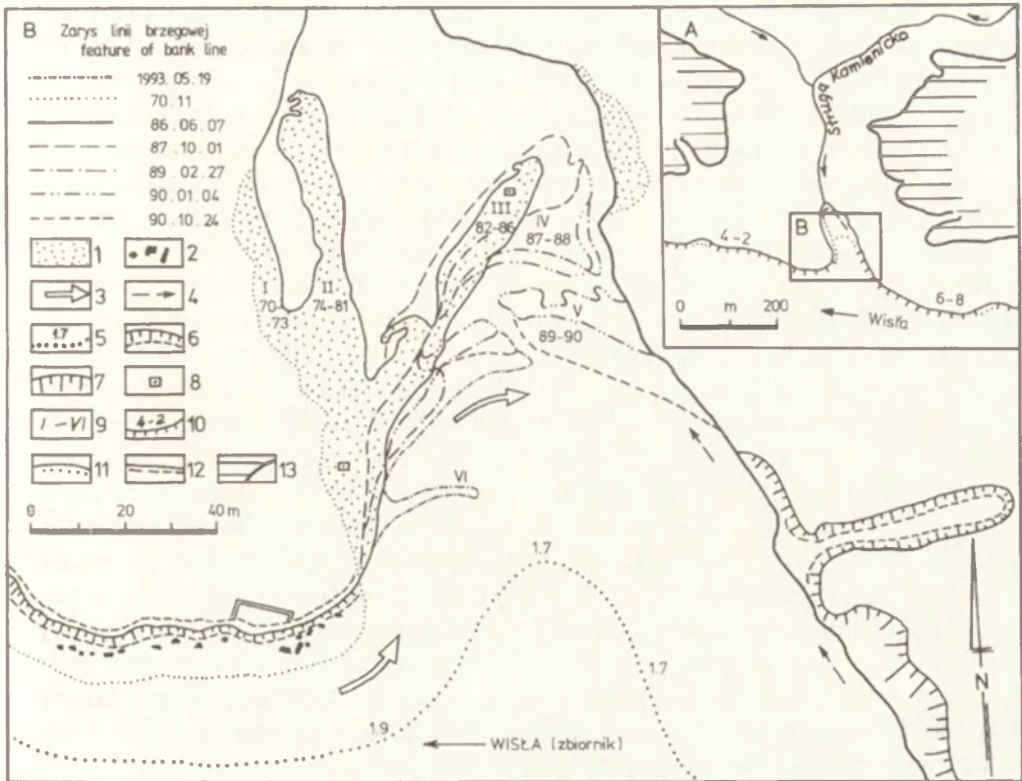 B Zarys linii brzegowej
feature of bank line
1993.05.19
70.11
86.06.07
87.10.01
89.02.27
90.01.04
90.10.24
1
2
3
4
1.7
5
6
7
8
I-VI
9
4-2
10
11
12
13
0 20 40 m
I
70-
-73
II
74-81
III
82-86
IV
87-88
V
89-90
VI
1.7
1.7
1.9
WISŁA (zbiornik)
N
A
Struga Kamienicka
B
4-2
6-8
0 m 200
Wisła